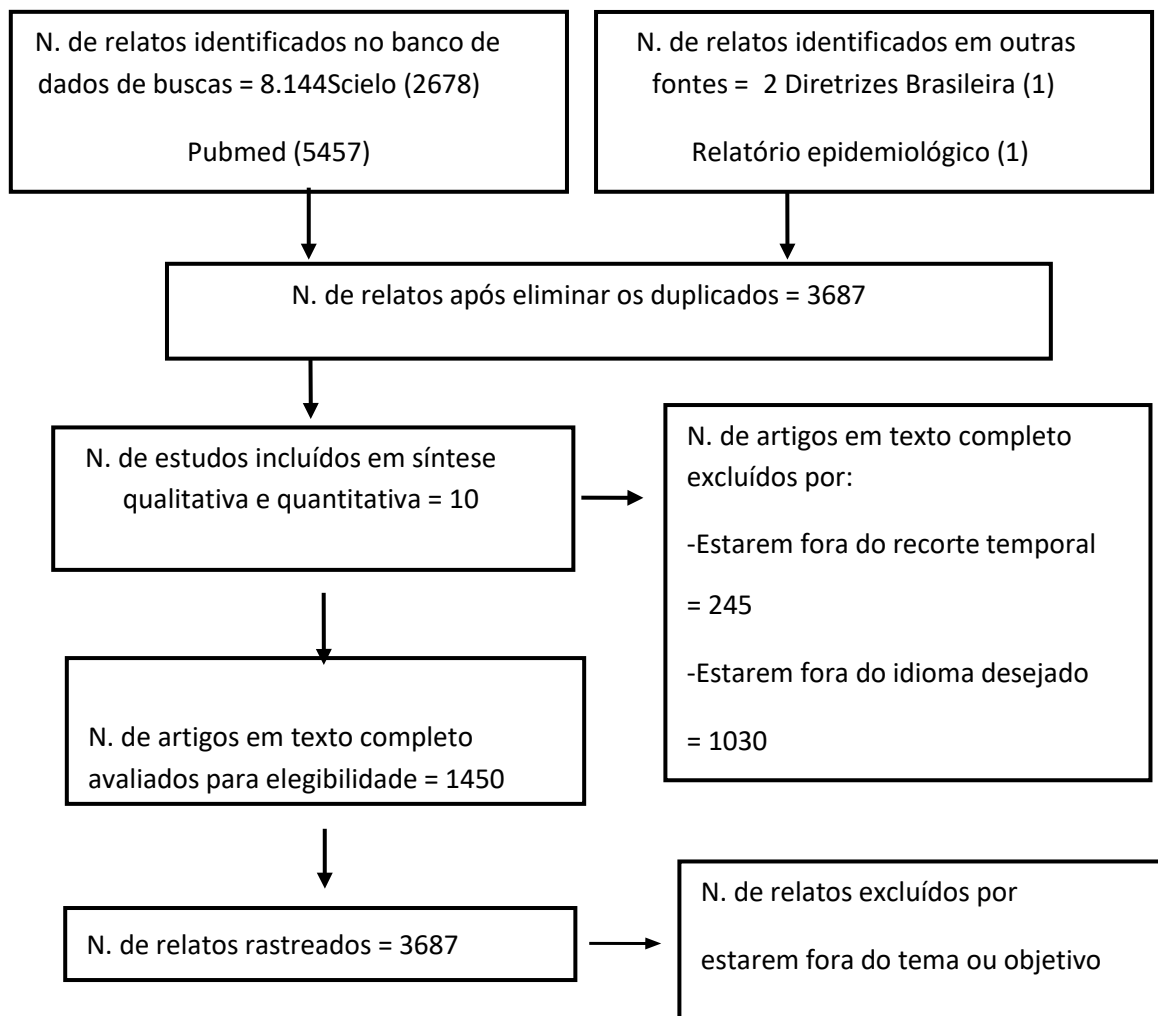 N. de relatos identificados no banco de
dados de buscas = 8.144Scielo (2678)
Pubmed (5457)
N. de relatos identificados em outras
fontes = 2 Diretrizes Brasileira (1)
Relatório epidemiológico (1)
N. de relatos após eliminar os duplicados = 3687
N. de estudos incluídos em síntese
qualitativa e quantitativa = 10
N. de artigos em texto completo
excluídos por:
-Estarem fora do recorte temporal
= 245
-Estarem fora do idioma desejado
= 1030
N. de artigos em texto completo
avaliados para elegibilidade = 1450
N. de relatos rastreados = 3687
N. de relatos excluídos por
estarem fora do tema ou objetivo